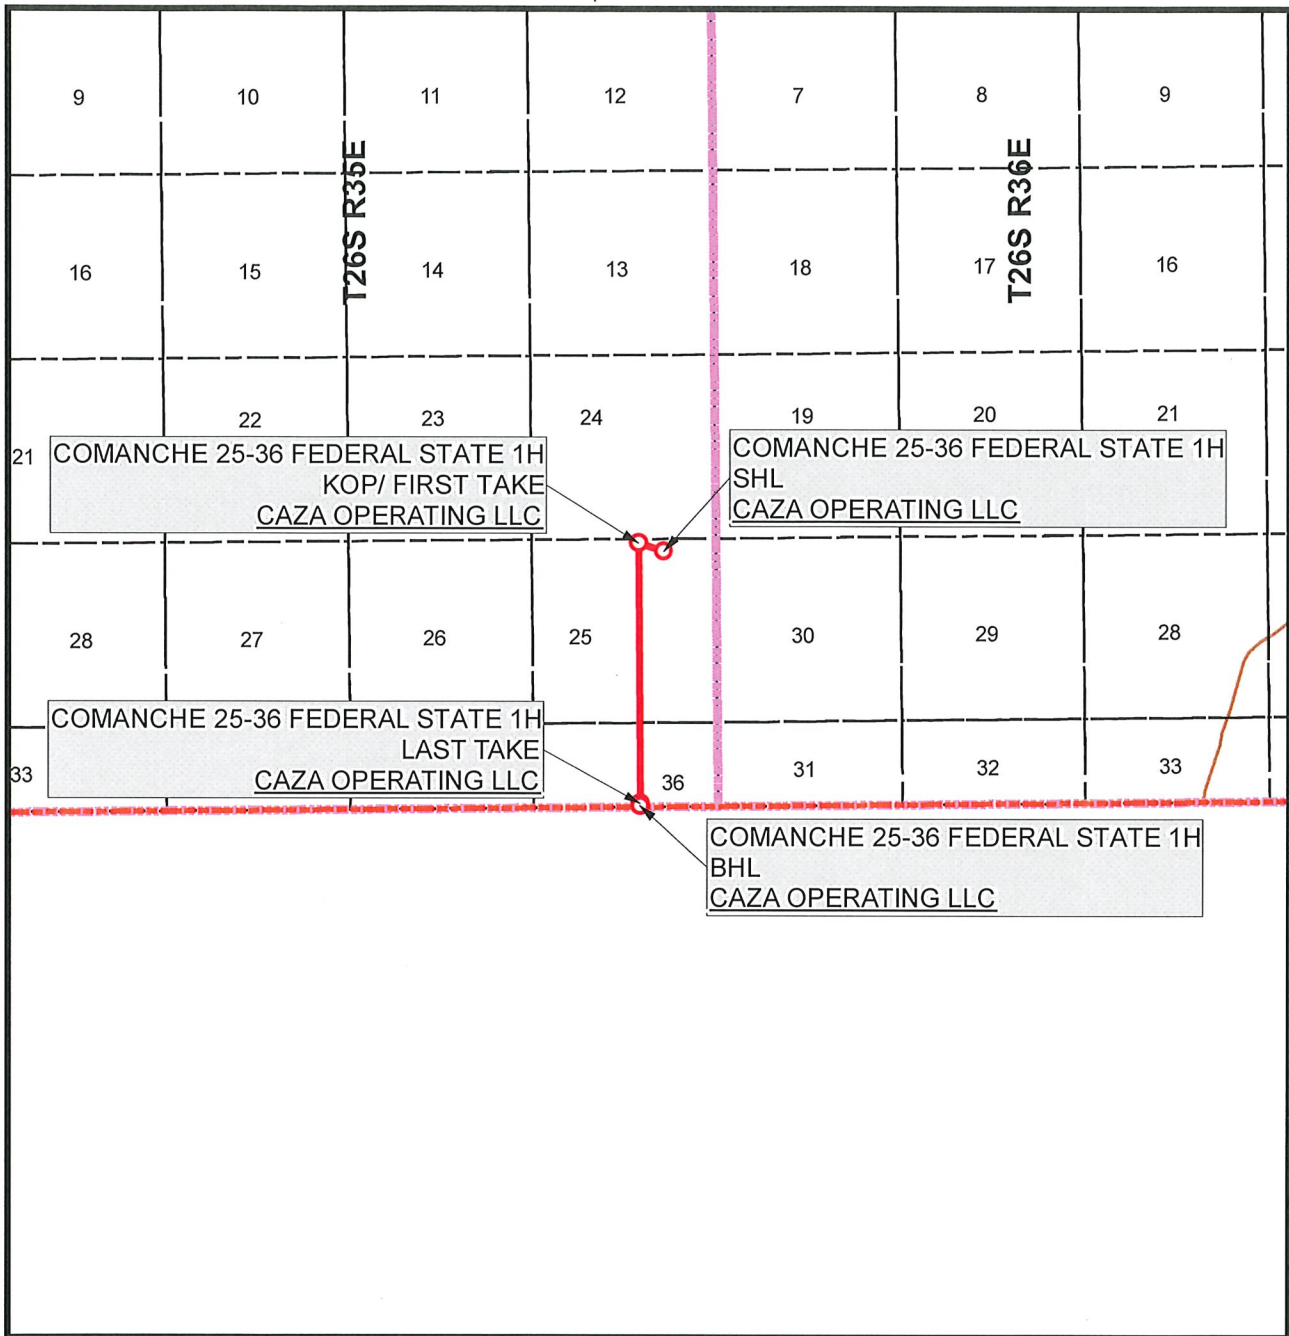 9
10
11
12
7
8
9
T26S R35E
T26S R36E
16
15
14
13
18
17
16
22
23
24
19
20
21
21
COMANCHE 25-36 FEDERAL STATE 1H
KOP/ FIRST TAKE
CAZA OPERATING LLC
COMANCHE 25-36 FEDERAL STATE 1H
SHL
CAZA OPERATING LLC
28
27
26
25
30
29
28
COMANCHE 25-36 FEDERAL STATE 1H
LAST TAKE
CAZA OPERATING LLC
33
36
31
32
33
COMANCHE 25-36 FEDERAL STATE 1H
BHL
CAZA OPERATING LLC